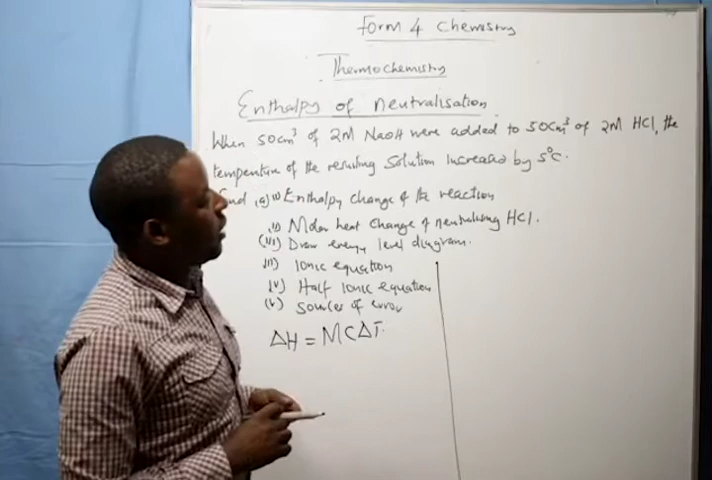 Form 4 Chemistry
Thermochemistry
Enthalpy of neutralisation
When 50cm³ of 2M NaOH were added to 50cm³ of 2M HCl, the
temperature of the resulting solution increased by 5°C.
find (a) (i) Enthalpy change of the reaction
(ii) Molar heat change of neutralising HCl.
(iii) Draw energy level diagram.
(iii) Ionic equation
(iv) Half Ionic equation
(v) Sources of error
ΔH = MCΔT.